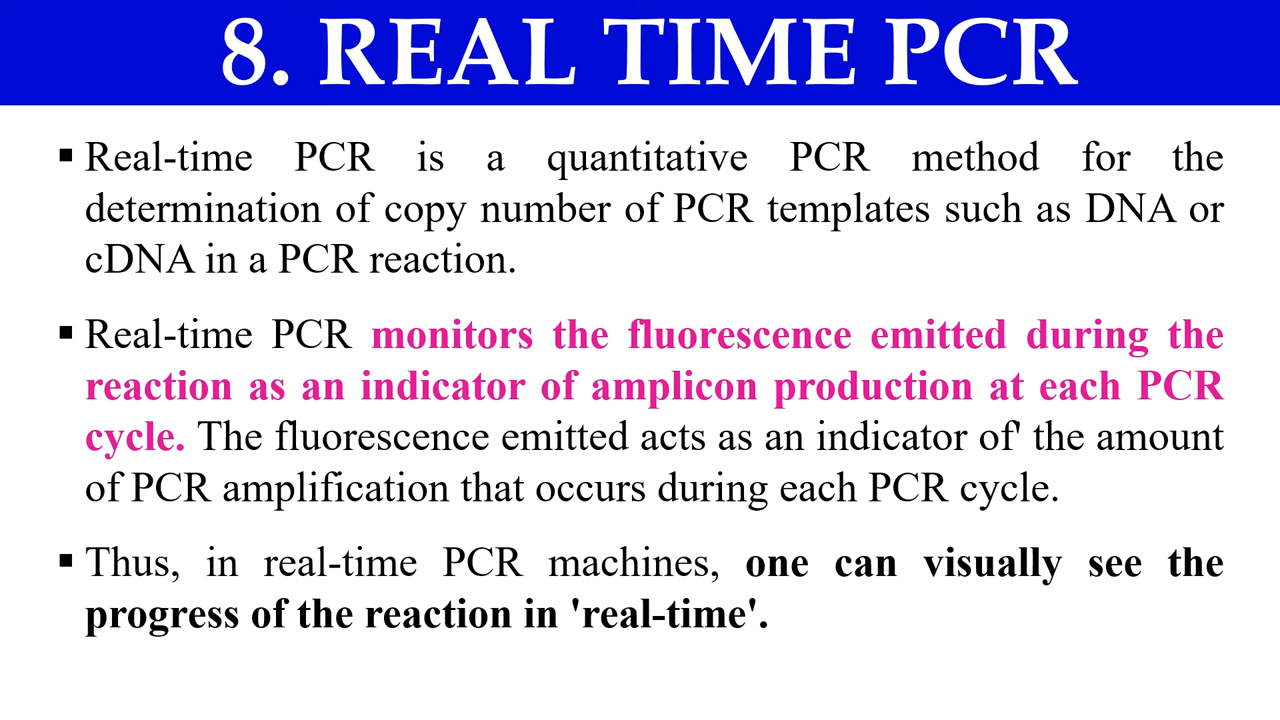 8. REAL TIME PCR
▪ Real-time PCR is a quantitative PCR method for the
determination of copy number of PCR templates such as DNA or
cDNA in a PCR reaction.
▪ Real-time PCR monitors the fluorescence emitted during the
reaction as an indicator of amplicon production at each PCR
cycle. The fluorescence emitted acts as an indicator of' the amount
of PCR amplification that occurs during each PCR cycle.
▪ Thus, in real-time PCR machines, one can visually see the
progress of the reaction in 'real-time'.